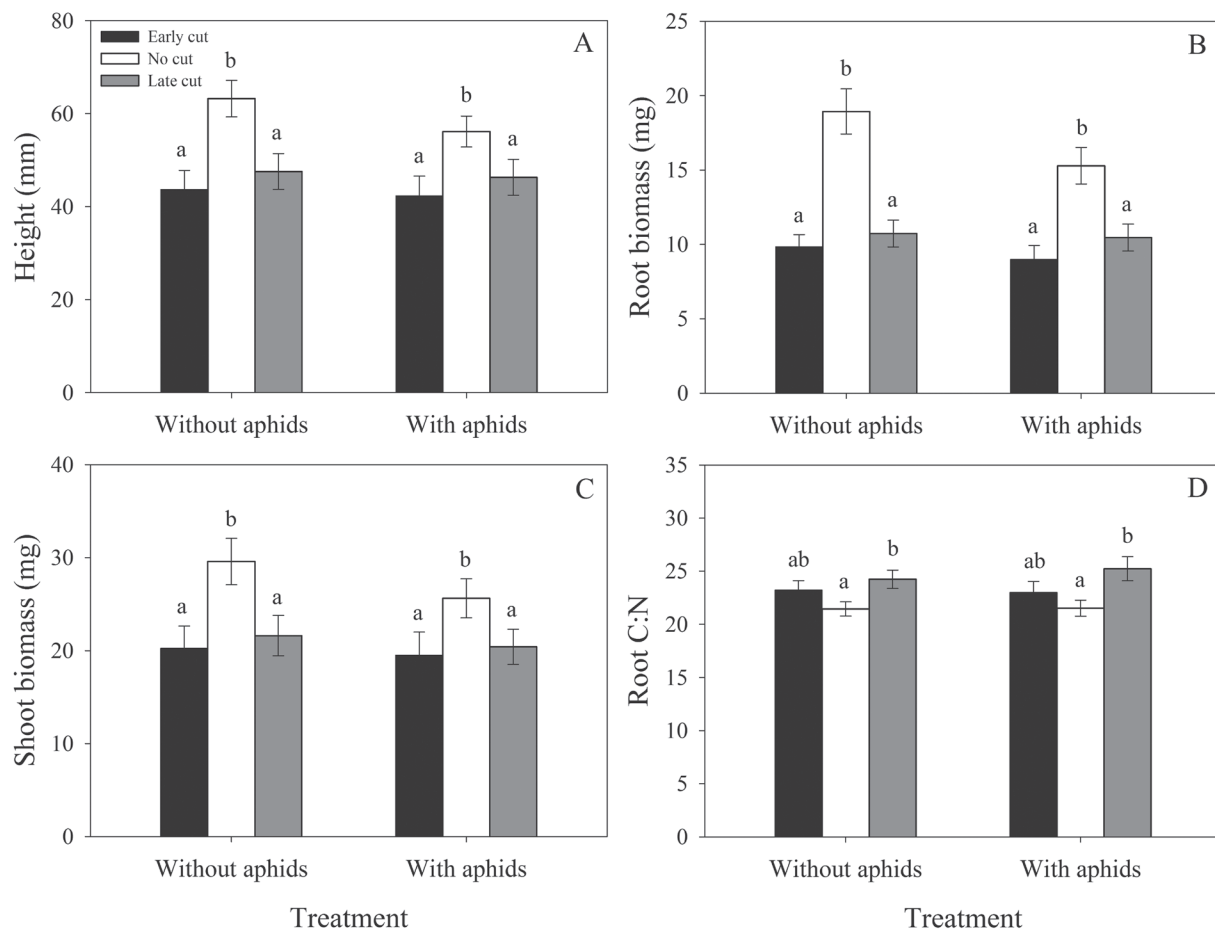 80
60
40
20
0
Height (mm)
Early cut
No cut
Late cut
A
a
b
a
a
b
a
Without aphids
With aphids
25
20
15
10
5
0
Root biomass (mg)
B
a
b
a
a
b
a
Without aphids
With aphids
40
30
20
10
0
Shoot biomass (mg)
C
a
b
a
a
b
a
Without aphids
With aphids
Treatment
35
30
25
20
15
10
5
0
Root C:N
D
ab
a
b
ab
a
b
Without aphids
With aphids
Treatment